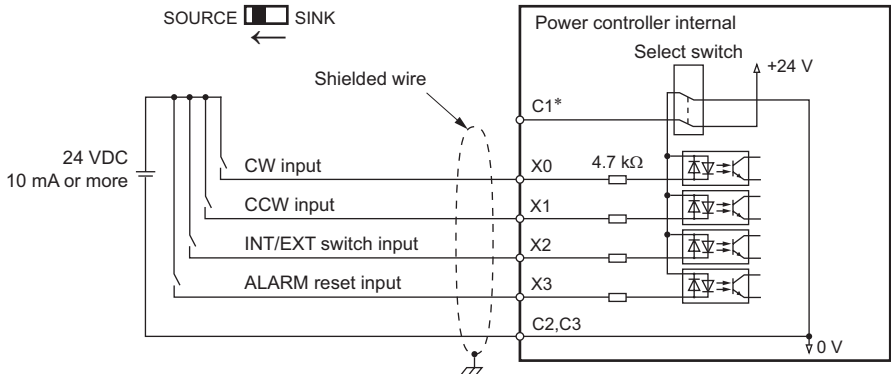 SOURCE SINK
Power controller internal
Select switch
+24 V
Shielded wire
C1*
24 VDC
10 mA or more
CW input
X0
4.7 kΩ
CCW input
X1
INT/EXT switch input
X2
ALARM reset input
X3
C2,C3
0 V